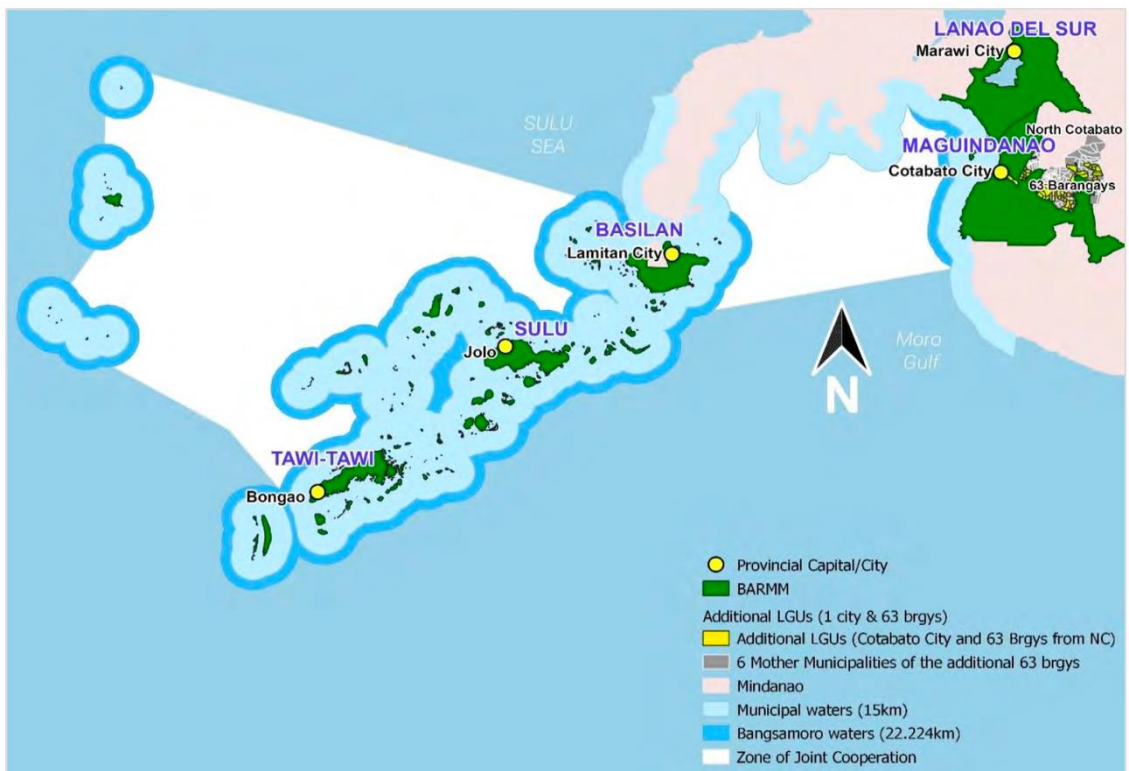 LANAO DEL SUR
Marawi City
SULU
SEA
North Cotabato
MAGUINDANAO
Cotabato City
63 Barangays
BASILAN
Lamitan City
SULU
Jolo
Moro
Gulf
N
TAWI-TAWI
Bongao
Provincial Capital/City
BARMM
Additional LGUs (1 city & 63 brgys)
Additional LGUs (Cotabato City and 63 Brgys from NC)
6 Mother Municipalities of the additional 63 brgys
Mindanao
Municipal waters (15km)
Bangsamoro waters (22.224km)
Zone of Joint Cooperation